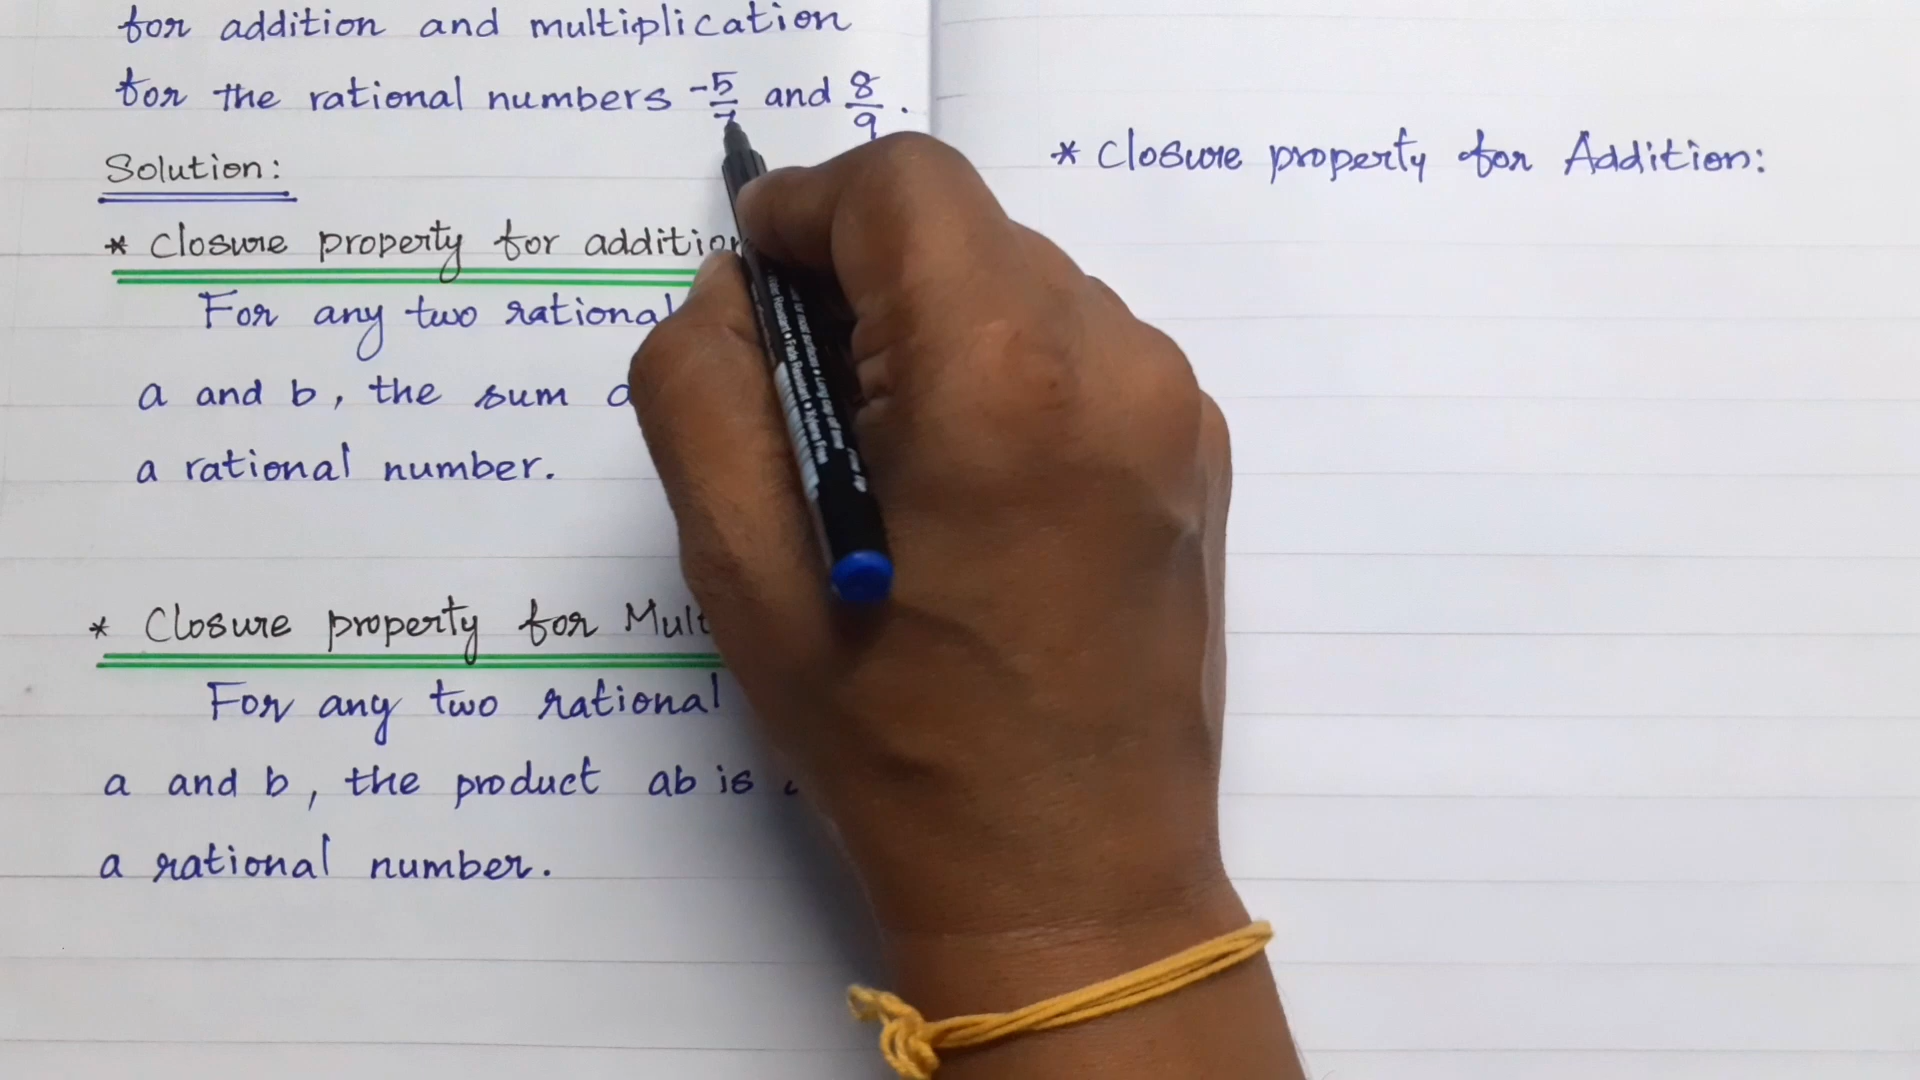 for addition and multiplication
for the rational numbers -5/7 and 8/9.
Solution:
* Closure property for addition
For any two rational
a and b, the sum
a rational number.
* Closure property for Mult
For any two rational
a and b, the product ab is
a rational number.
* Closure property for Addition: